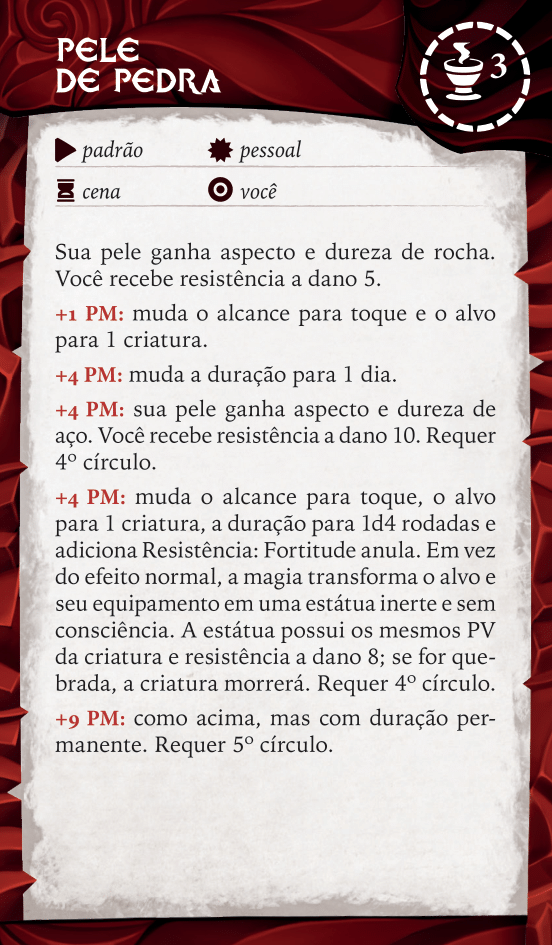 PELE
DE PEDRA
3
padrão
pessoal
cena
você
Sua pele ganha aspecto e dureza de rocha.
Você recebe resistência a dano 5.
+1 PM: muda o alcance para toque e o alvo
para 1 criatura.
+4 PM: muda a duração para 1 dia.
+4 PM: sua pele ganha aspecto e dureza de
aço. Você recebe resistência a dano 10. Requer
4º círculo.
+4 PM: muda o alcance para toque, o alvo
para 1 criatura, a duração para 1d4 rodadas e
adiciona Resistência: Fortitude anula. Em vez
do efeito normal, a magia transforma o alvo e
seu equipamento em uma estátua inerte e sem
consciência. A estátua possui os mesmos PV
da criatura e resistência a dano 8; se for que-
brada, a criatura morrerá. Requer 4º círculo.
+9 PM: como acima, mas com duração per-
manente. Requer 5º círculo.